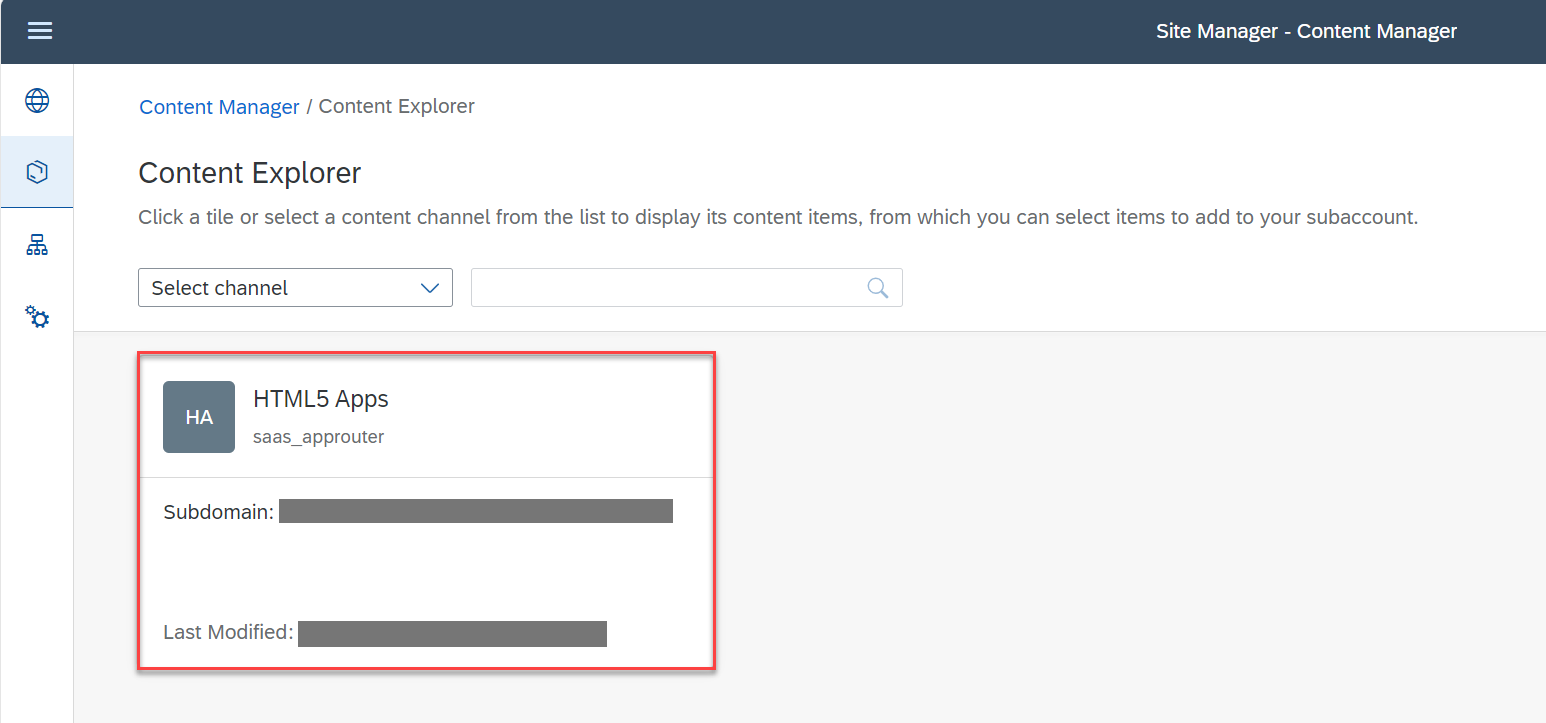 Site Manager - Content Manager
Content Manager / Content Explorer
Content Explorer
Click a tile or select a content channel from the list to display its content items, from which you can select items to add to your subaccount.
Select channel
HA
HTML5 Apps
saas_approuter
Subdomain:
Last Modified: